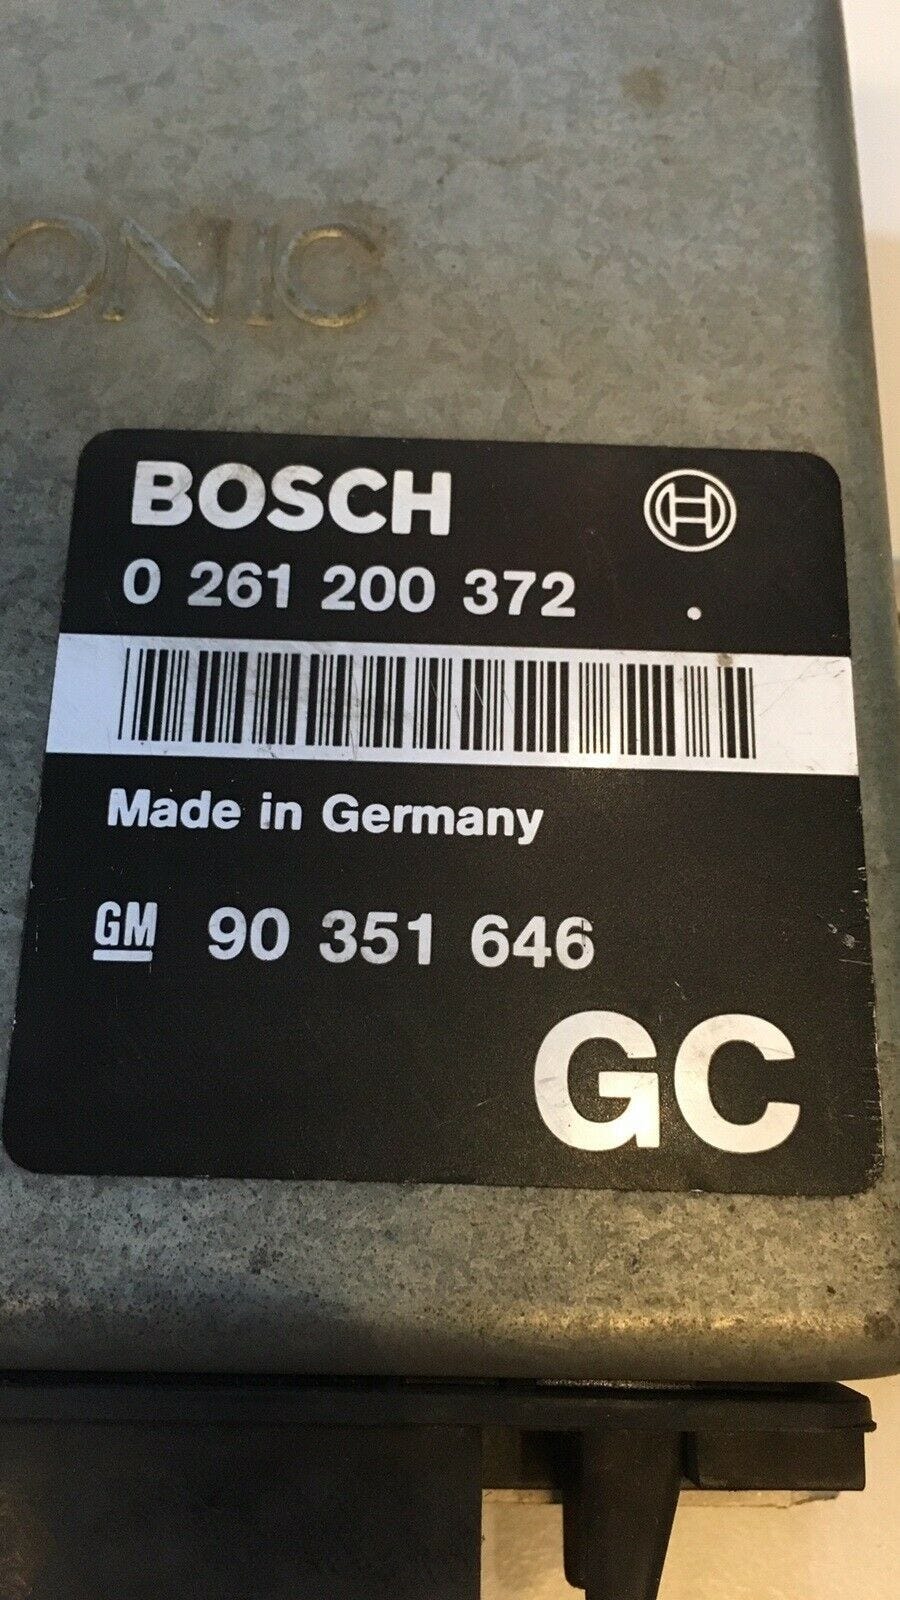 ONIC
BOSCH
0 261 200 372
Made in Germany
GM 90 351 646
GC